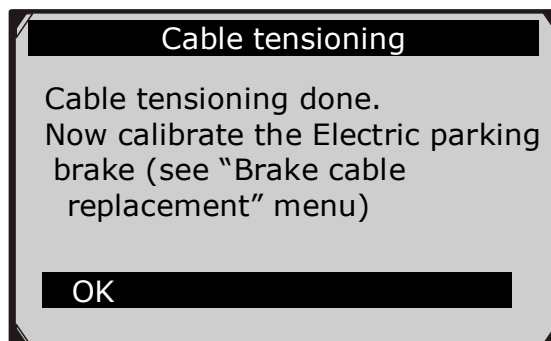 Cable tensioning
Cable tensioning done.
Now calibrate the Electric parking
brake (see “Brake cable
replacement” menu)
OK